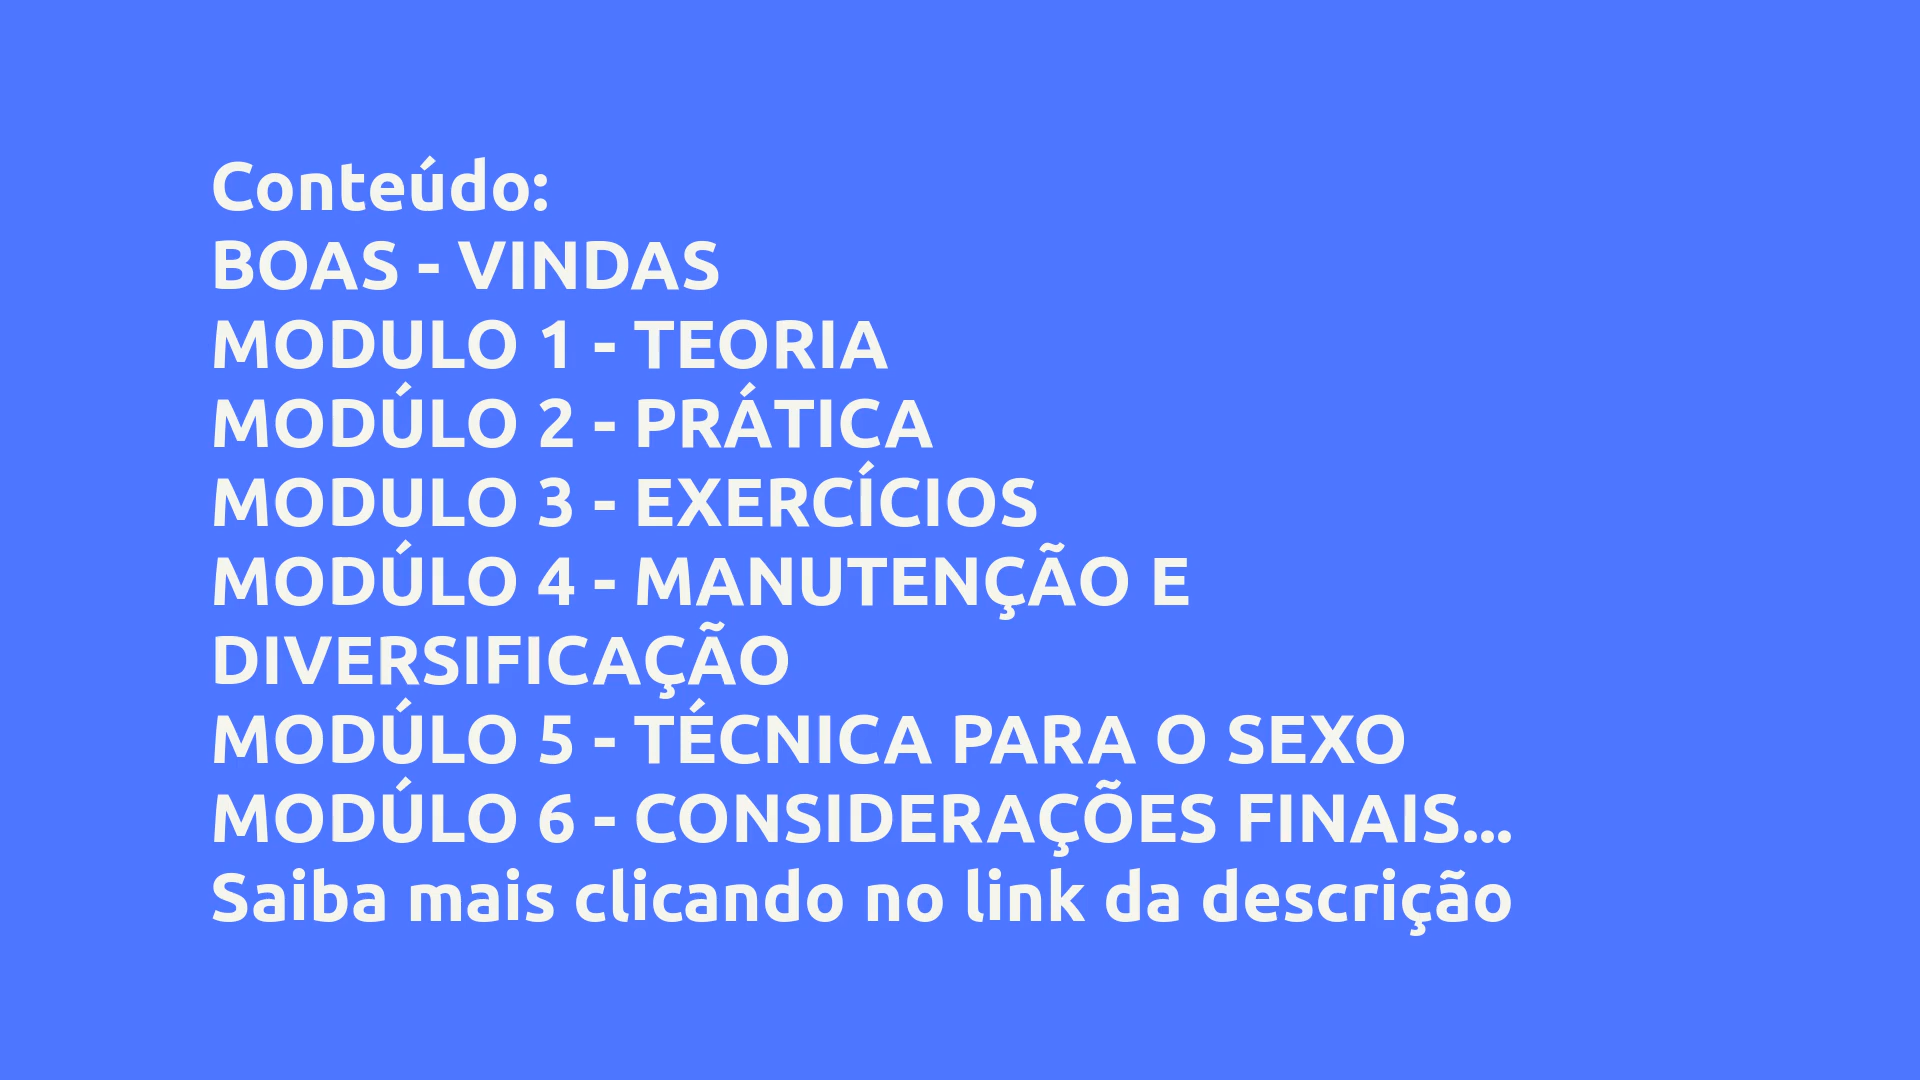 Conteúdo:
BOAS - VINDAS
MODULO 1 - TEORIA
MODÚLO 2 - PRÁTICA
MODULO 3 - EXERCÍCIOS
MODÚLO 4 - MANUTENÇÃO E
DIVERSIFICAÇÃO
MODÚLO 5 - TÉCNICA PARA O SEXO
MODÚLO 6 - CONSIDERAÇÕES FINAIS...
Saiba mais clicando no link da descrição